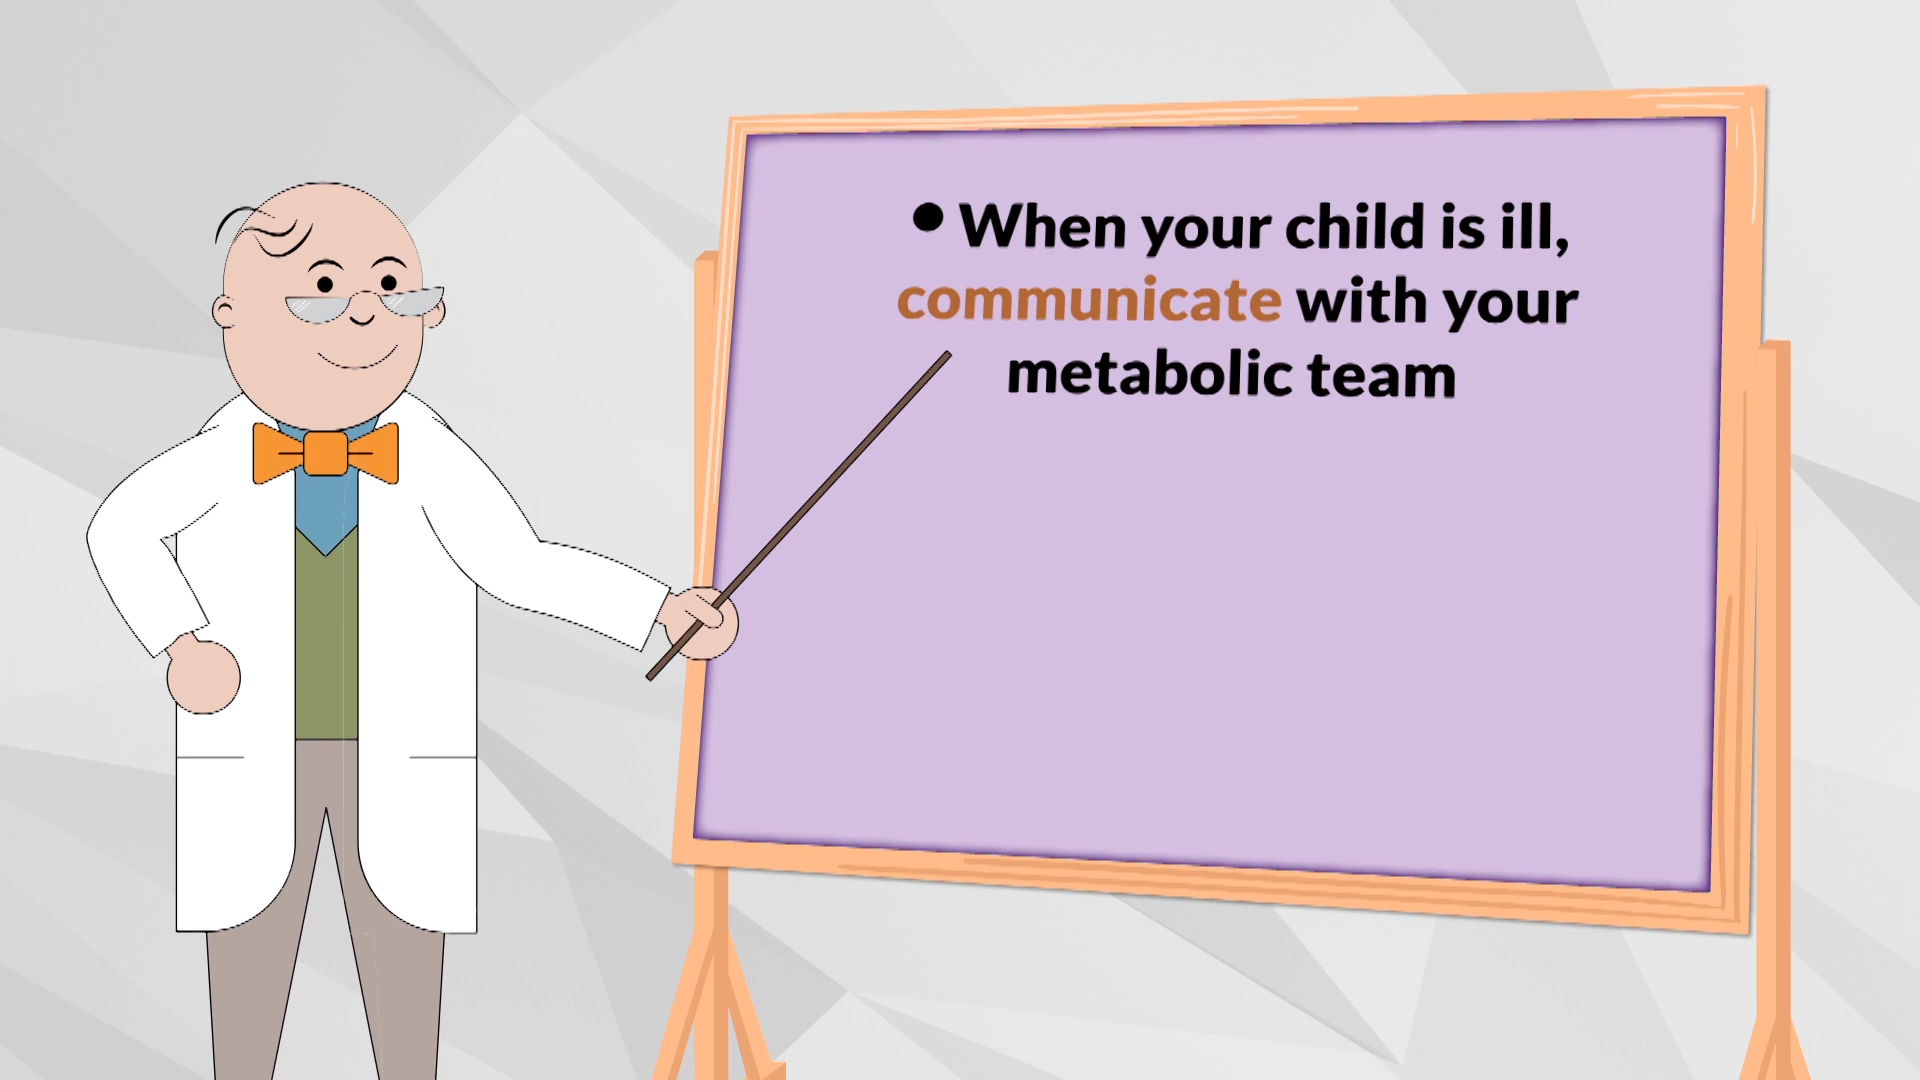 • When your child is ill,
communicate with your
metabolic team